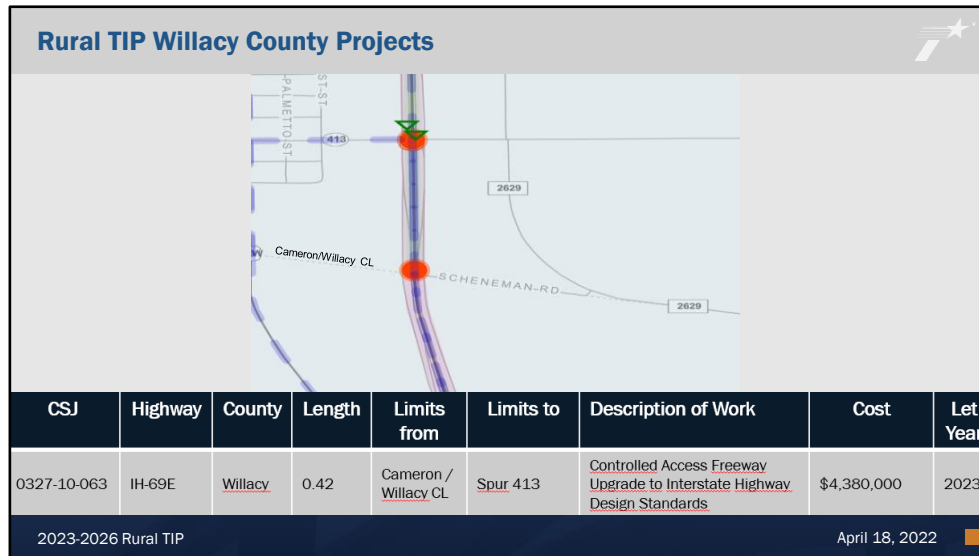 Rural TIP Willacy County Projects
ST-ST
PALMETTO-ST
413
2629
Cameron/Willacy CL
SCHENEMAN-RD
2629
CSJ Highway County Length Limits from Limits to Description of Work Cost Let Year
0327-10-063 IH-69E Willacy 0.42 Cameron / Willacy CL Spur 413 Controlled Access Freeway Upgrade to Interstate Highway Design Standards $4,380,000 2023
2023-2026 Rural TIP April 18, 2022